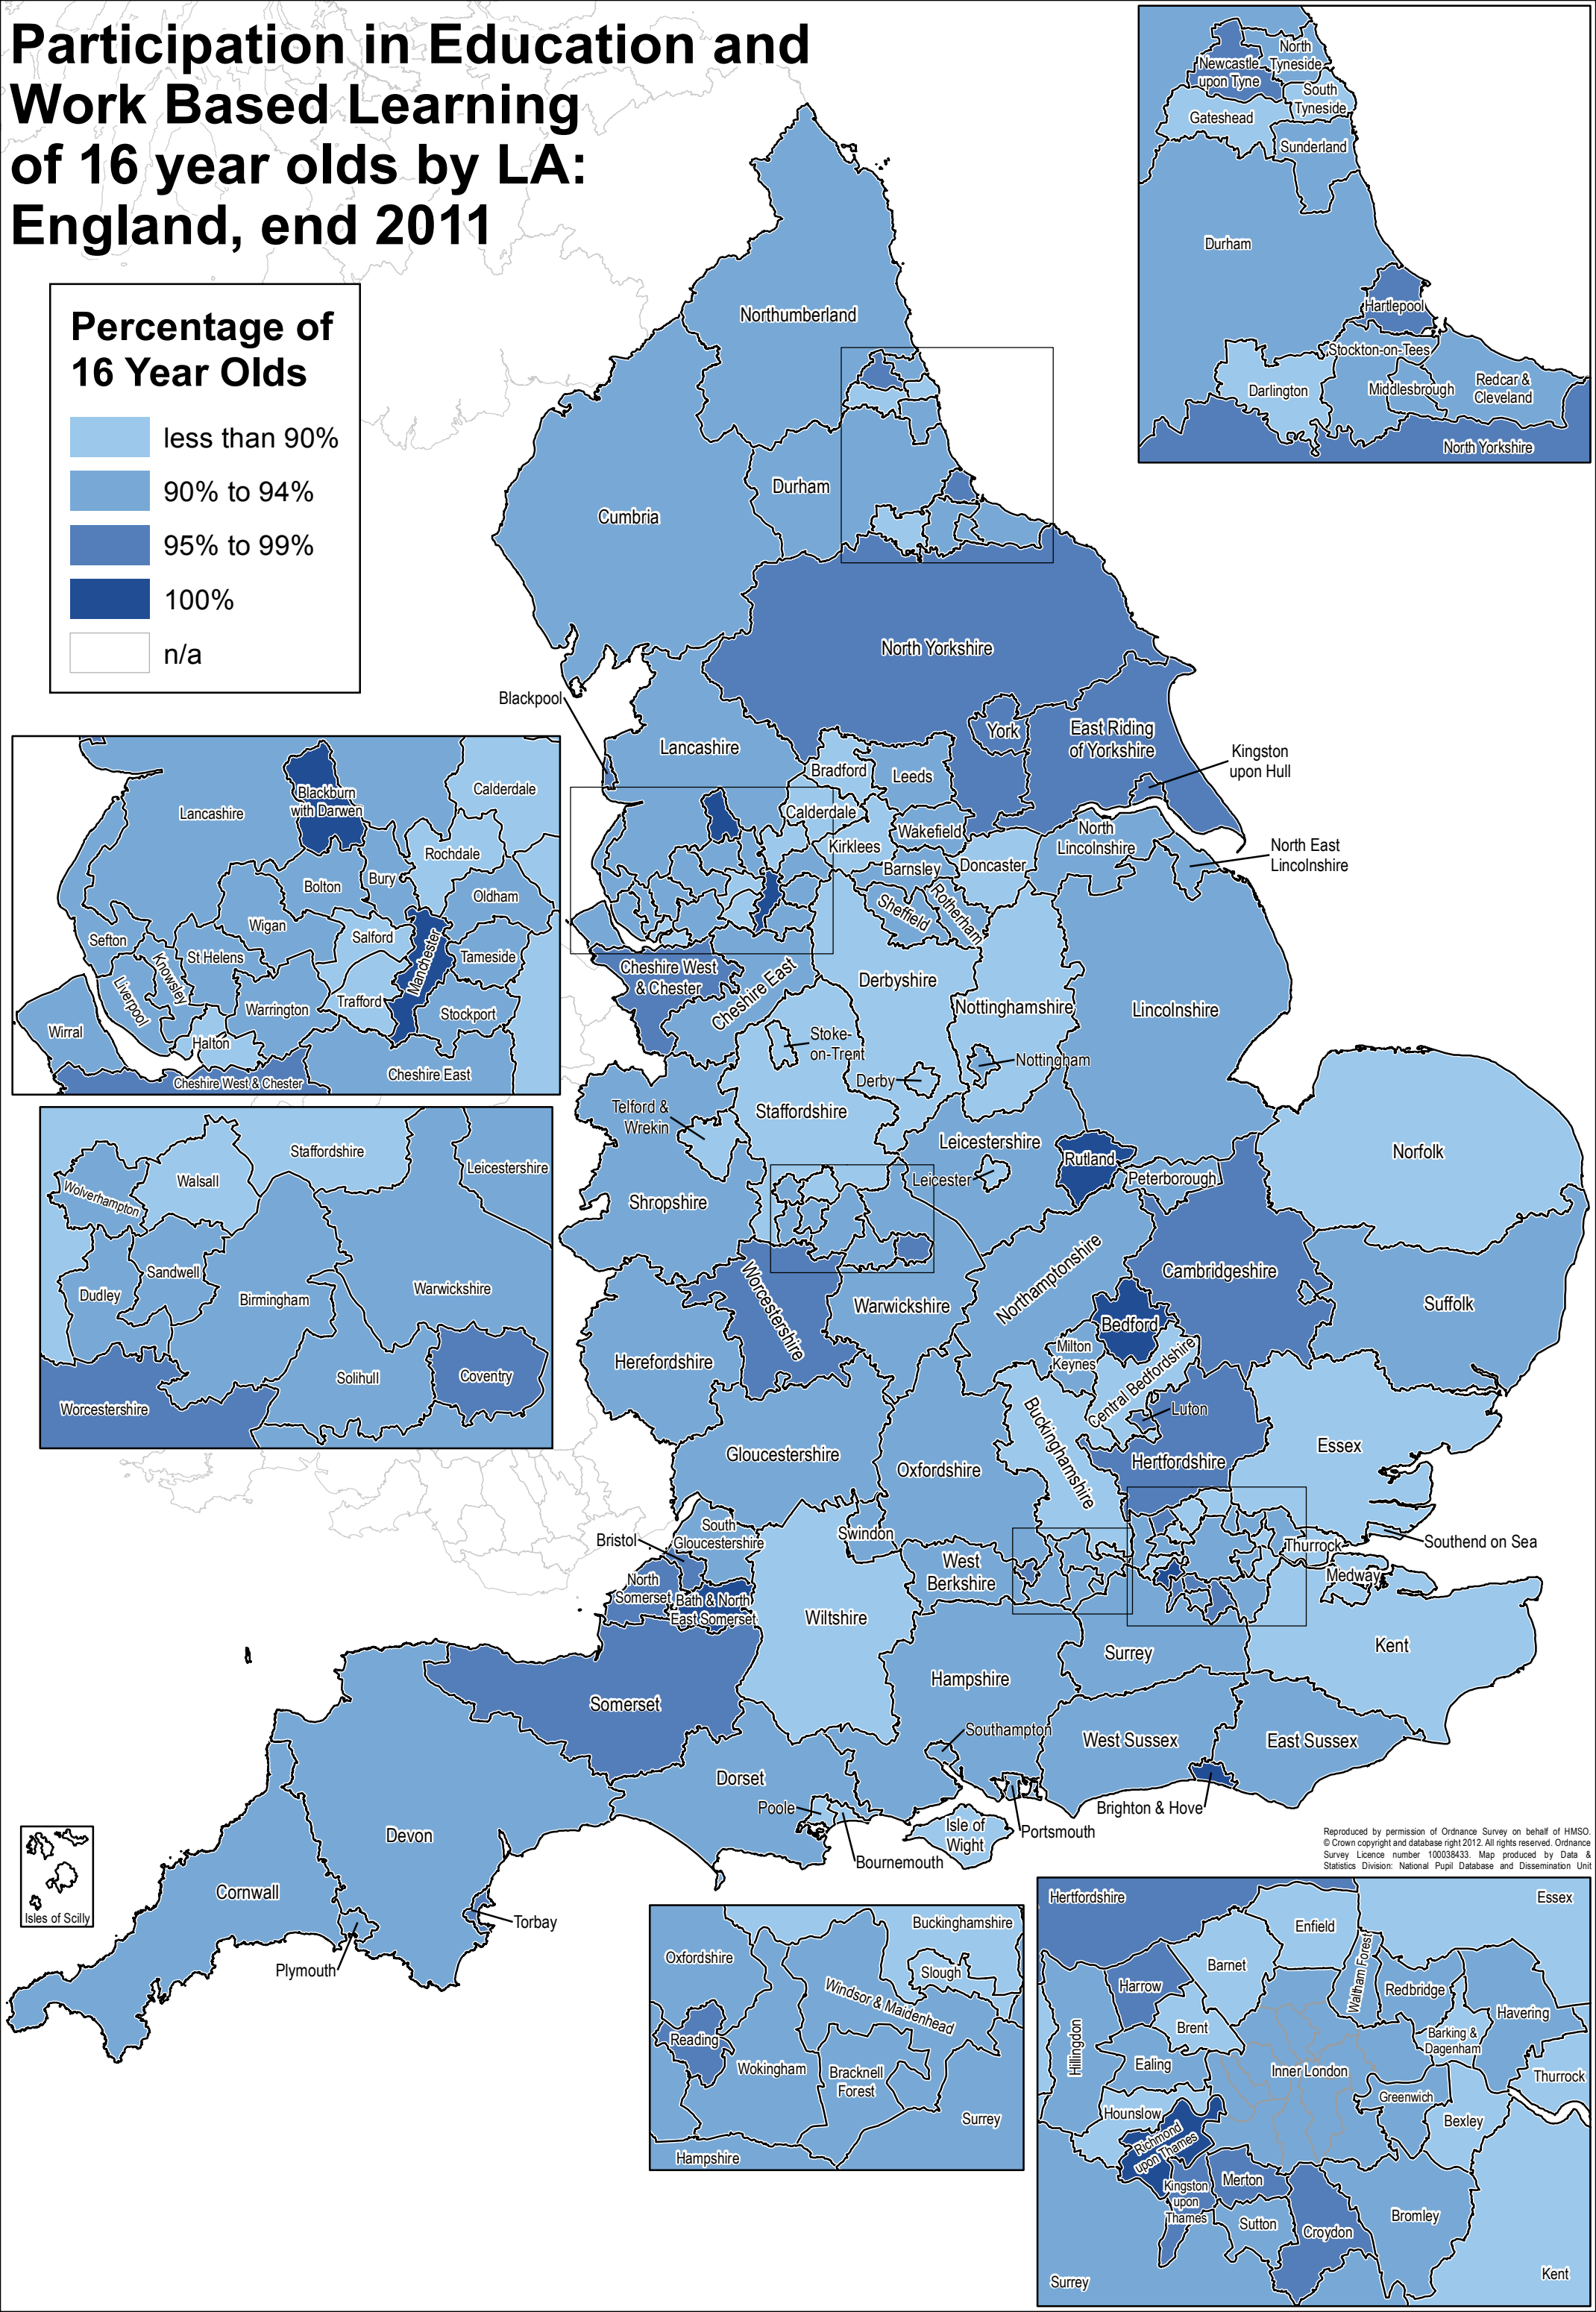 Participation in Education and
Work Based Learning
of 16 year olds by LA:
England, end 2011
Percentage of
16 Year Olds
less than 90%
90% to 94%
95% to 99%
100%
n/a
North
Tyneside
Newcastle
upon Tyne
South
Tyneside
Gateshead
Sunderland
Durham
Hartlepool
Stockton-on-Tees
Darlington
Middlesbrough
Redcar &
Cleveland
North Yorkshire
Northumberland
Durham
Cumbria
North Yorkshire
Blackpool
Lancashire
York
East Riding
of Yorkshire
Kingston
upon Hull
Bradford
Leeds
Calderdale
Wakefield
Kirklees
North
Lincolnshire
North East
Lincolnshire
Barnsley
Doncaster
Sheffield
Rotherham
Cheshire West
& Chester
Cheshire East
Derbyshire
Nottinghamshire
Lincolnshire
Stoke-
on-Trent
Nottingham
Derby
Telford &
Wrekin
Staffordshire
Leicestershire
Rutland
Norfolk
Leicester
Peterborough
Shropshire
Worcestershire
Warwickshire
Northamptonshire
Cambridgeshire
Suffolk
Herefordshire
Bedford
Milton
Keynes
Central Bedfordshire
Luton
Buckinghamshire
Hertfordshire
Essex
Gloucestershire
Oxfordshire
South
Gloucestershire
Swindon
Bristol
Thurrock
Southend on Sea
North
Somerset
Bath & North
East Somerset
West
Berkshire
Medway
Wiltshire
Kent
Surrey
Hampshire
Somerset
Southampton
West Sussex
East Sussex
Dorset
Poole
Brighton & Hove
Isle of
Wight
Portsmouth
Bournemouth
Devon
Cornwall
Torbay
Plymouth
Isles of Scilly
Lancashire
Blackburn
with Darwen
Calderdale
Rochdale
Bolton
Bury
Oldham
Wigan
Sefton
St Helens
Salford
Manchester
Tameside
Knowsley
Liverpool
Trafford
Warrington
Stockport
Wirral
Halton
Cheshire West & Chester
Cheshire East
Staffordshire
Leicestershire
Walsall
Wolverhampton
Sandwell
Dudley
Birmingham
Warwickshire
Solihull
Coventry
Worcestershire
Reproduced by permission of Ordnance Survey on behalf of HMSO.
© Crown copyright and database right 2012. All rights reserved. Ordnance
Survey Licence number 100038433. Map produced by Data &
Statistics Division: National Pupil Database and Dissemination Unit
Buckinghamshire
Oxfordshire
Slough
Windsor & Maidenhead
Reading
Wokingham
Bracknell
Forest
Surrey
Hampshire
Hertfordshire
Essex
Enfield
Barnet
Waltham Forest
Harrow
Redbridge
Havering
Brent
Barking &
Dagenham
Hillingdon
Ealing
Inner London
Thurrock
Greenwich
Hounslow
Bexley
Richmond
upon Thames
Merton
Kingston
upon
Thames
Sutton
Croydon
Bromley
Surrey
Kent